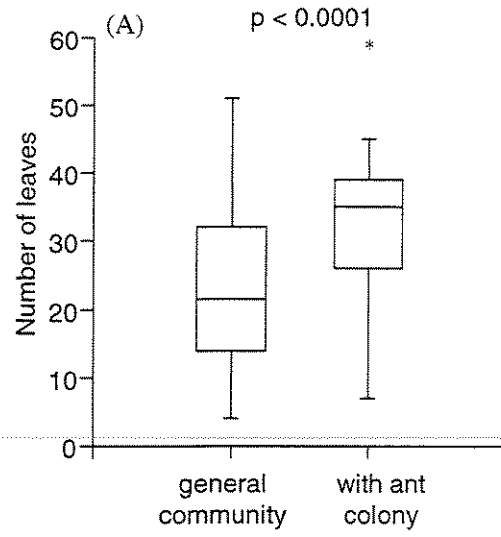 (A)
p < 0.0001
*
60
50
40
30
20
10
0
Number of leaves
general
community
with ant
colony